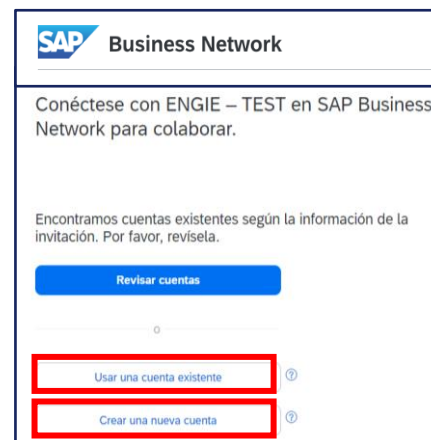 SAP Business Network
Conéctese con ENGIE – TEST en SAP Business
Network para colaborar.
Encontramos cuentas existentes según la información de la
invitación. Por favor, revísela.
Revisar cuentas
o
Usar una cuenta existente ?
Crear una nueva cuenta ?